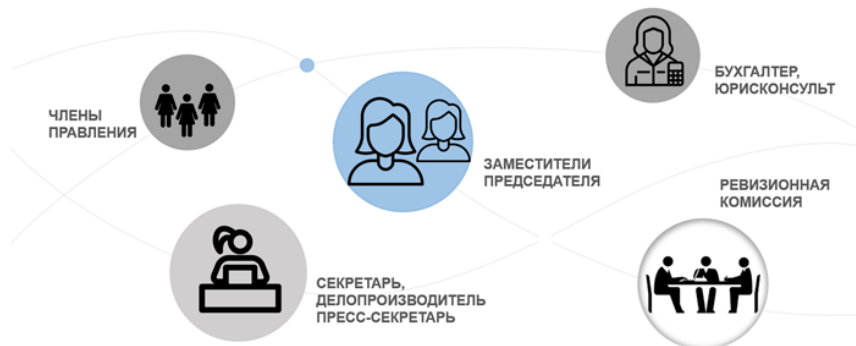 БУХГАЛТЕР,
ЮРИСКОНСУЛЬТ
ЧЛЕНЫ
ПРАВЛЕНИЯ
ЗАМЕСТИТЕЛИ
ПРЕДСЕДАТЕЛЯ
РЕВИЗИОННАЯ
КОМИССИЯ
СЕКРЕТАРЬ,
ДЕЛОПРОИЗВОДИТЕЛЬ
ПРЕСС-СЕКРЕТАРЬ